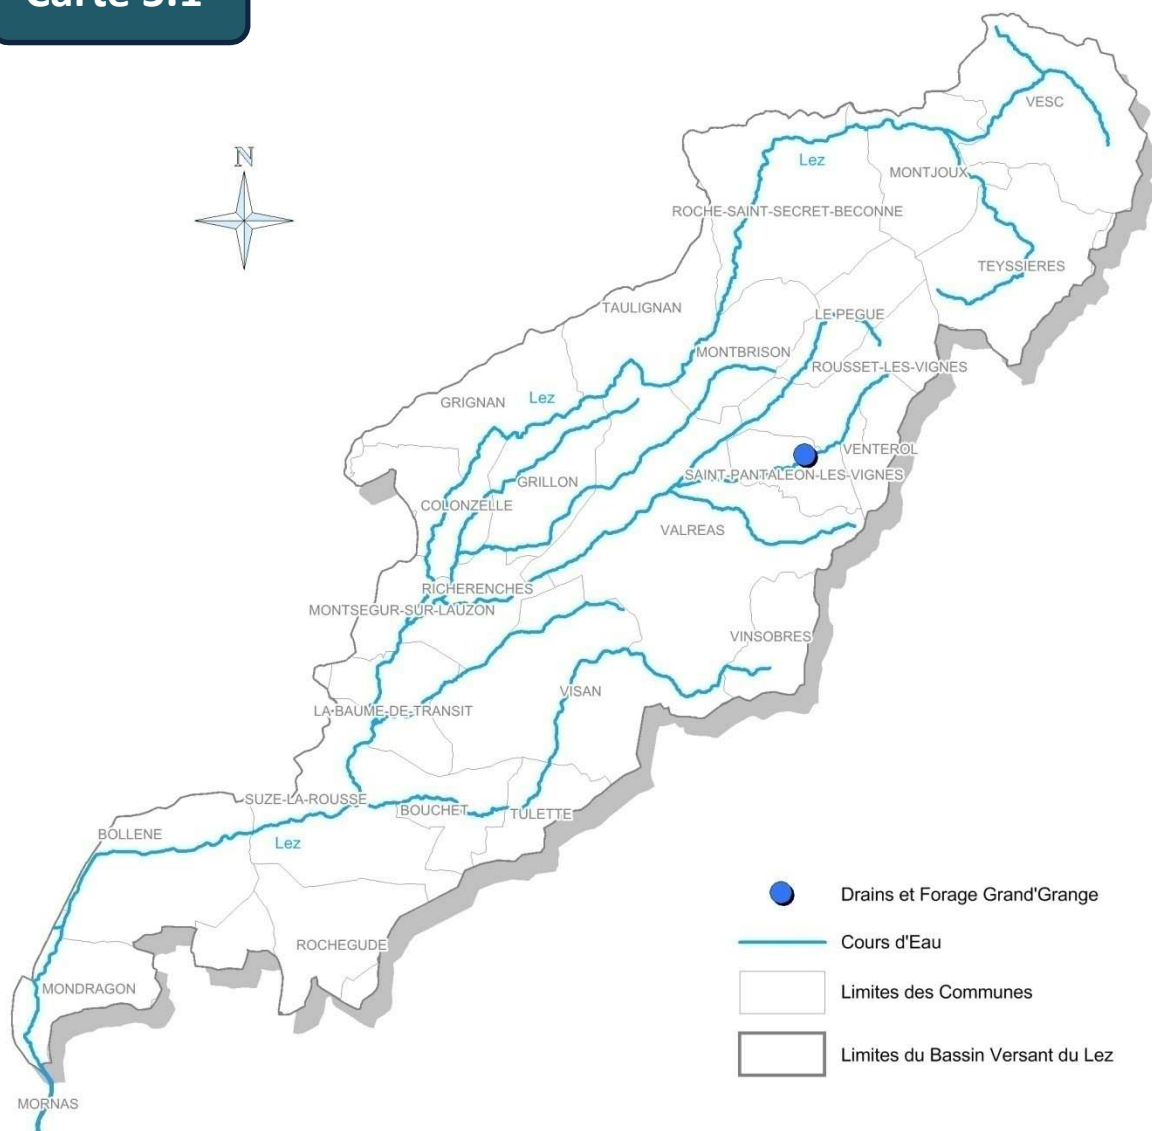 Carte 5.1
N
VESC
Lez
MONTJOUX
ROCHE-SAINT-SECRET-BECONNE
TEYSSIERES
TAULIGNAN
LE PEGUE
MONTBRISON
ROUSSET-LES-VIGNES
GRIGNAN
Lez
VENTEROL
SAINT-PANTALEON-LES-VIGNES
GRILLON
COLONZELLE
VALREAS
RICHERENCHES
MONTSEGUR-SUR-LAUZON
VINSOBRES
VISAN
LA-BAUME-DE-TRANSIT
SUZE-LA-ROUSSE
BOUCHET
TULETTE
BOLLENE
Lez
Drains et Forage Grand'Grange
Cours d'Eau
ROCHEGUDE
MONDRAGON
Limites des Communes
Limites du Bassin Versant du Lez
MORNAS